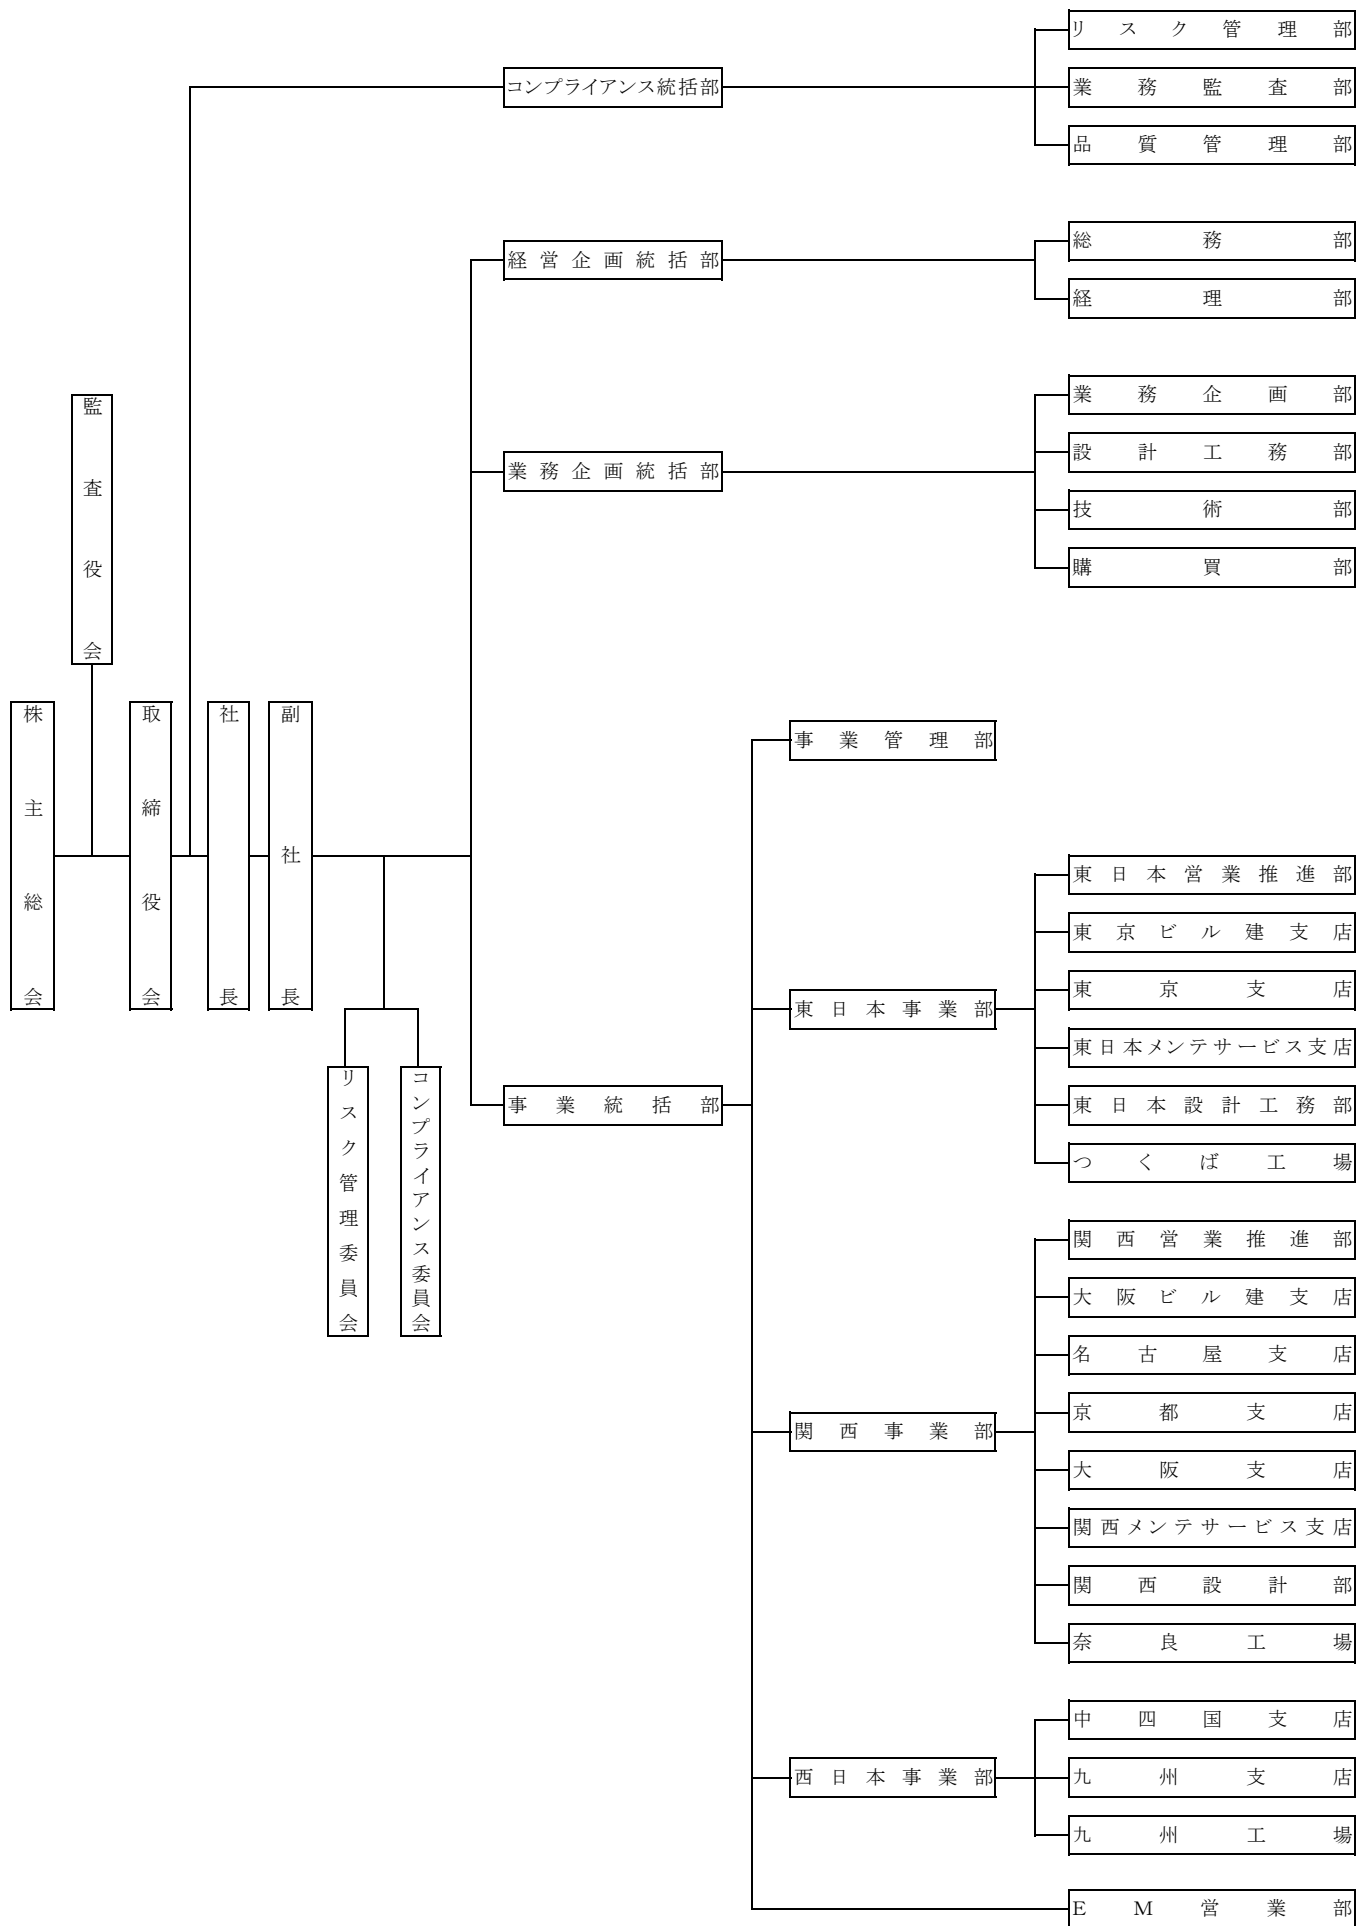 リスク管理部
コンプライアンス統括部
業務監査部
品質管理部
総務部
経営企画統括部
経理部
業務企画部
監査役会
設計工務部
業務企画統括部
技術部
購買部
株主総会
取締役会
社長
副社長
事業管理部
東日本営業推進部
東京ビル建支店
東京支店
東日本事業部
東日本メンテサービス支店
リスク管理委員会
コンプライアンス委員会
事業統括部
東日本設計工務部
つくば工場
関西営業推進部
大阪ビル建支店
名古屋支店
京都支店
関西事業部
大阪支店
関西メンテサービス支店
関西設計部
奈良工場
中四国支店
西日本事業部
九州支店
九州工場
EM営業部